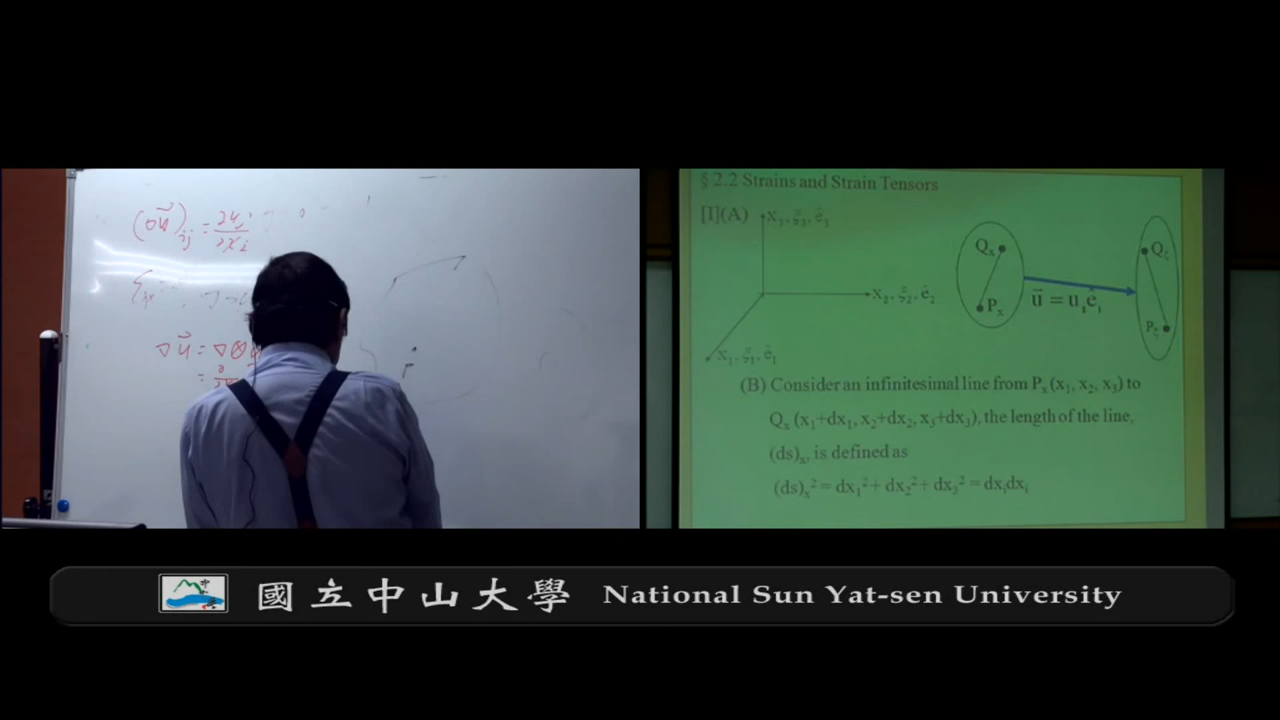 (∇u⃗)ij = ∂uj/∂xi
∇u⃗ = ∇⊗
§ 2.2 Strains and Strain Tensors
[I](A)
x₃, ξ₃, ê₃
x₂, ξ₂, ê₂
x₁, ξ₁, ê₁
Qₓ
Pₓ
u⃗ = uᵢêᵢ
Qξ
Pξ
(B) Consider an infinitesimal line from Pₓ (x₁, x₂, x₃) to
Qₓ (x₁+dx₁, x₂+dx₂, x₃+dx₃), the length of the line,
(ds)ₓ, is defined as
(ds)ₓ² = dx₁² + dx₂² + dx₃² = dxᵢdxᵢ
國立中山大學 National Sun Yat-sen University